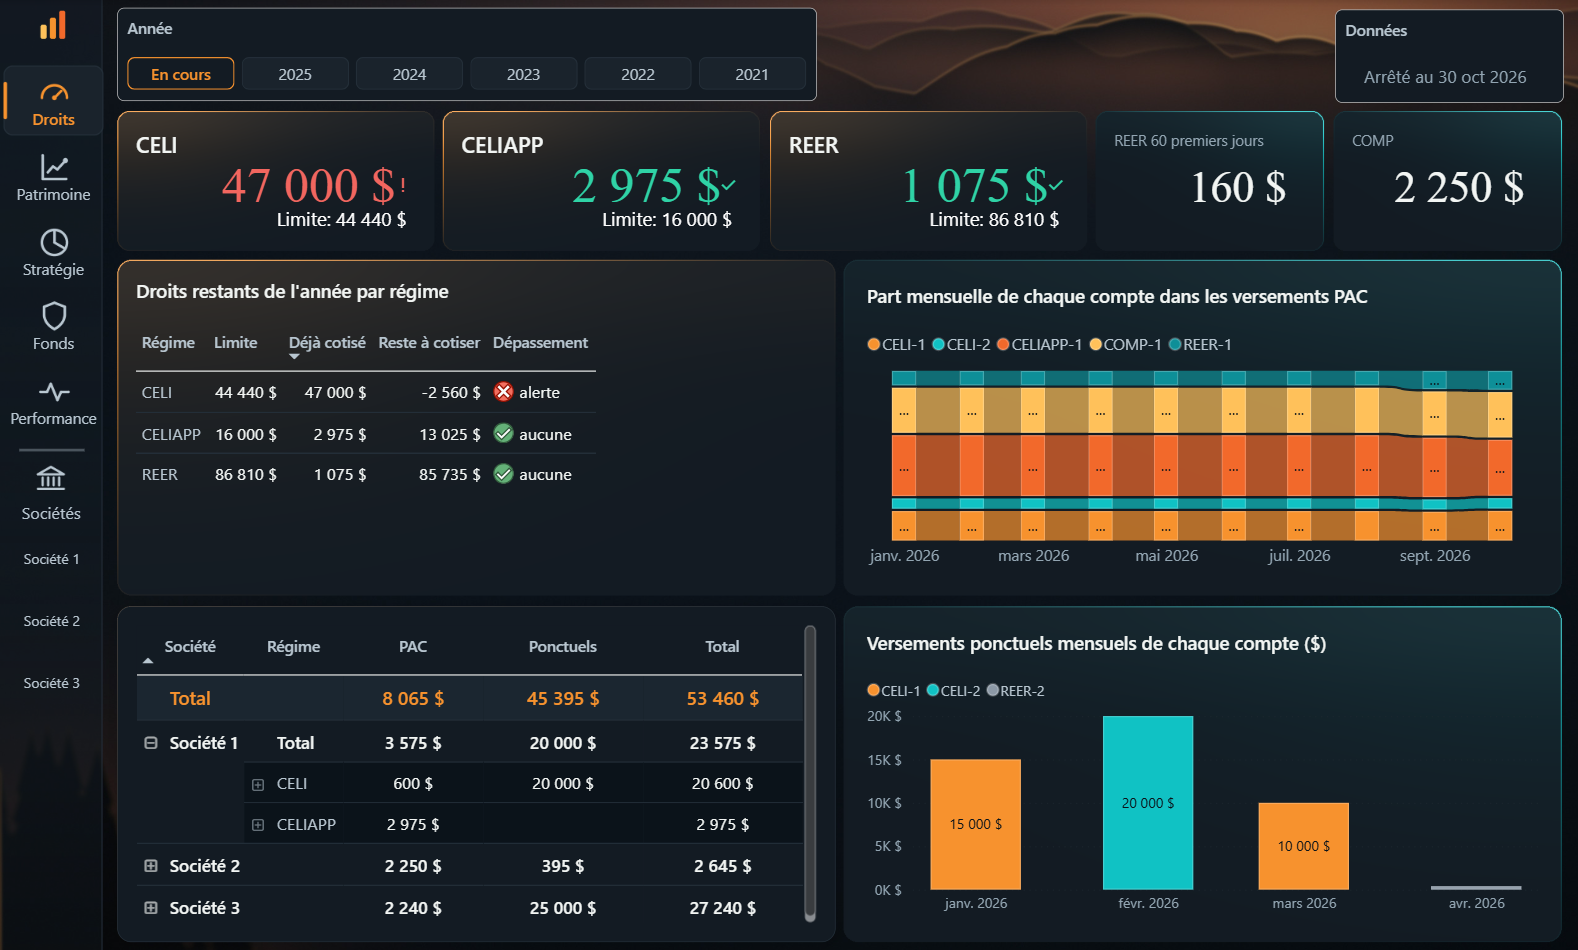 Droits
Patrimoine
Stratégie
Fonds
Performance
Sociétés
Société 1
Société 2
Société 3
Année
En cours 2025 2024 2023 2022 2021
Données
Arrêté au 30 oct 2026
CELI
47 000 $!
Limite: 44 440 $
CELIAPP
2 975 $
Limite: 16 000 $
REER
1 075 $
Limite: 86 810 $
REER 60 premiers jours
160 $
COMP
2 250 $
Droits restants de l'année par régime
Régime Limite Déjà cotisé Reste à cotiser Dépassement
CELI 44 440 $ 47 000 $ -2 560 $ alerte
CELIAPP 16 000 $ 2 975 $ 13 025 $ aucune
REER 86 810 $ 1 075 $ 85 735 $ aucune
Part mensuelle de chaque compte dans les versements PAC
CELI-1 CELI-2 CELIAPP-1 COMP-1 REER-1
... ...
... ... ... ... ... ... ... ... ...
... ... ... ... ... ... ... ... ... ...
... ... ... ... ... ... ... ... ...
janv. 2026 mars 2026 mai 2026 juil. 2026 sept. 2026
Société Régime PAC Ponctuels Total
Total 8 065 $ 45 395 $ 53 460 $
Société 1 Total 3 575 $ 20 000 $ 23 575 $
CELI 600 $ 20 000 $ 20 600 $
CELIAPP 2 975 $ 2 975 $
Société 2 2 250 $ 395 $ 2 645 $
Société 3 2 240 $ 25 000 $ 27 240 $
Versements ponctuels mensuels de chaque compte ($)
CELI-1 CELI-2 REER-2
20K $
15K $
10K $
5K $
0K $
15 000 $
20 000 $
10 000 $
janv. 2026 févr. 2026 mars 2026 avr. 2026